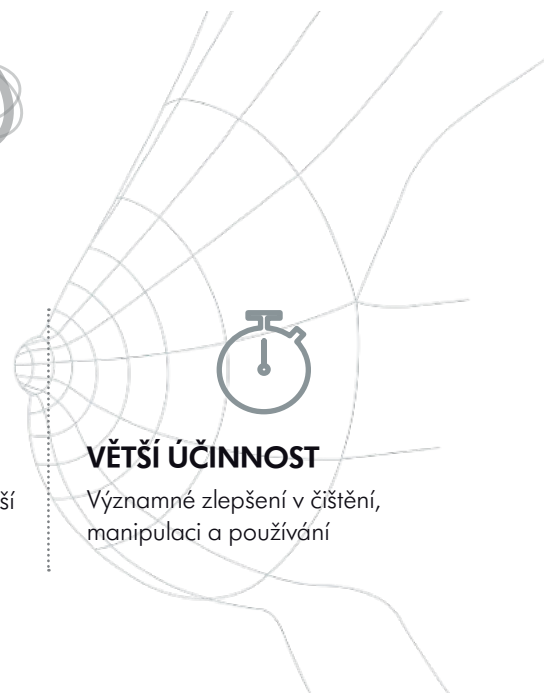 VĚTŠÍ ÚČINNOST
Významné zlepšení v čištění,
manipulaci a používání